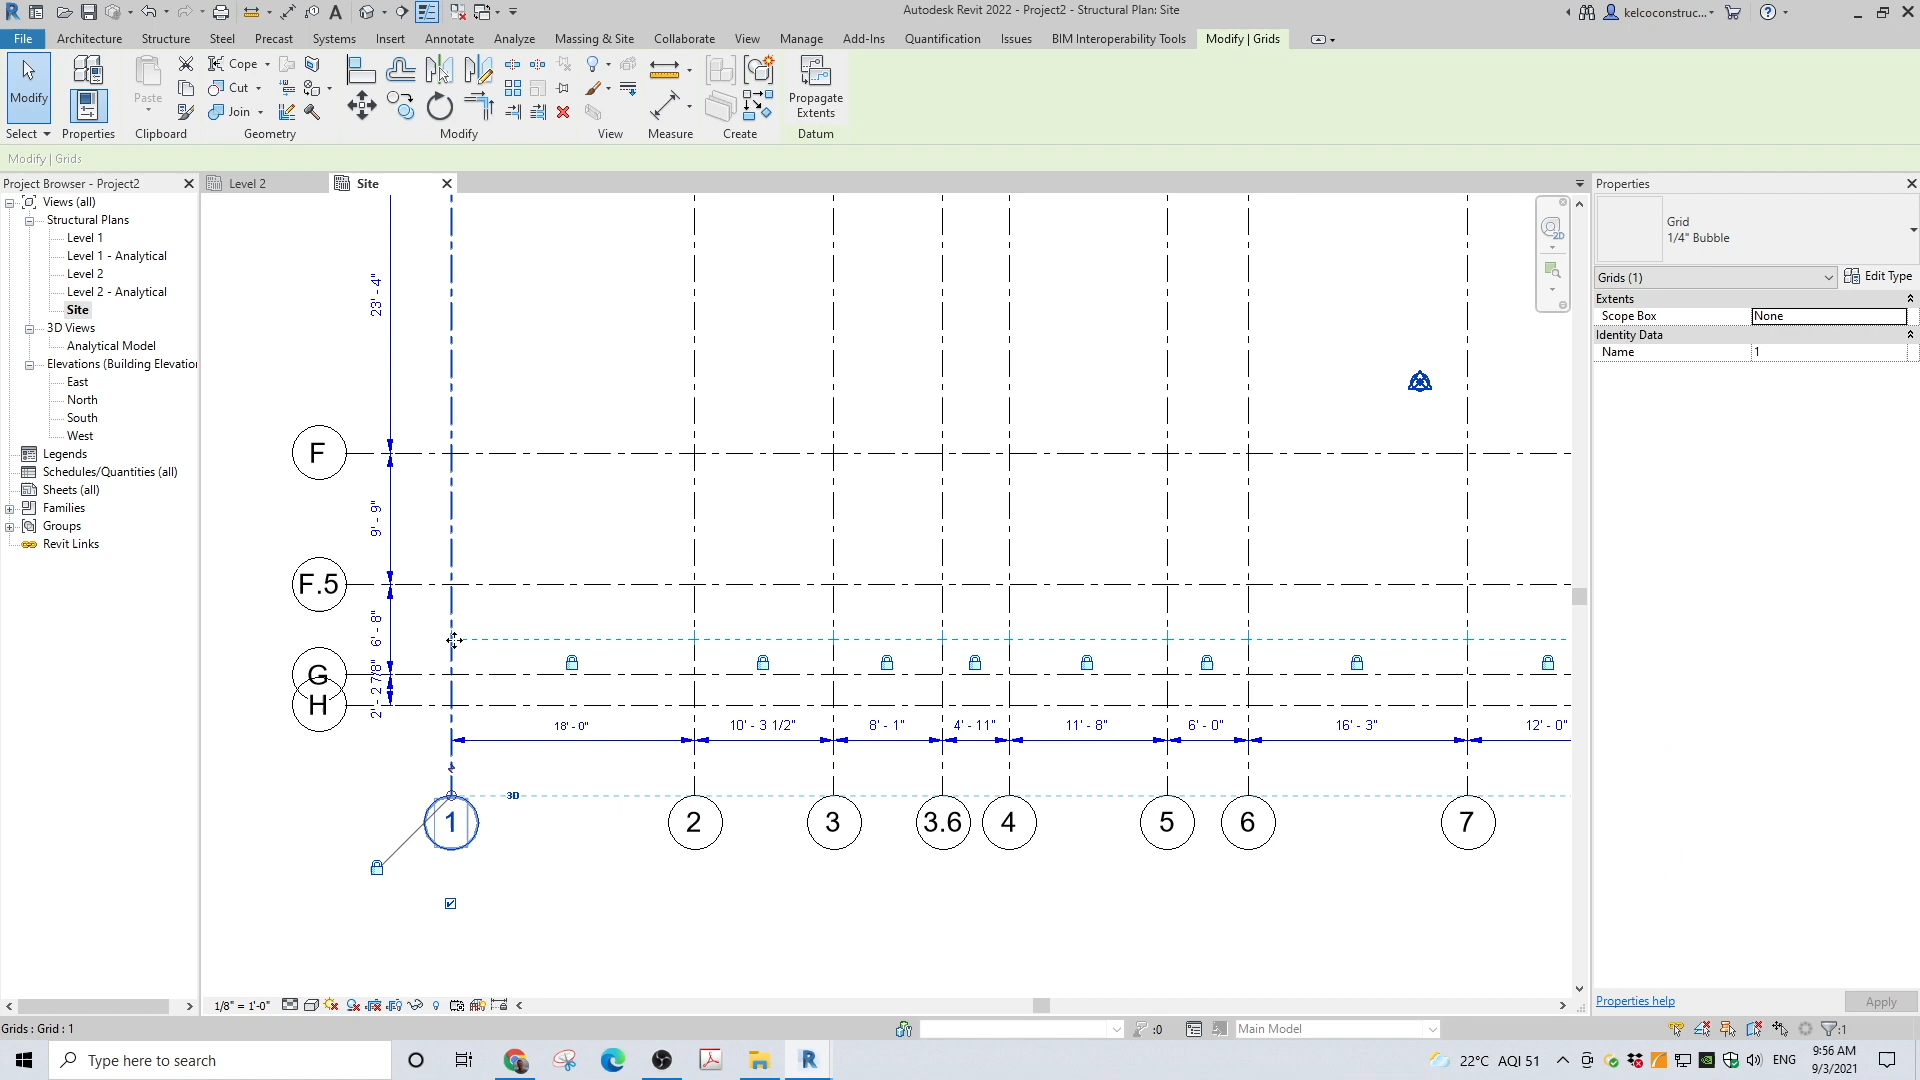 Autodesk Revit 2022 - Project2 - Structural Plan: Site
kelcoconstruc...
File Architecture Structure Steel Precast Systems Insert Annotate Analyze Massing & Site Collaborate View Manage Add-Ins Quantification Issues BIM Interoperability Tools Modify | Grids
Modify
Paste
Cope
Cut
Join
Propagate
Extents
Select Properties Clipboard Geometry Modify View Measure Create Datum
Modify | Grids
Project Browser - Project2
Views (all)
Structural Plans
Level 1
Level 1 - Analytical
Level 2
Level 2 - Analytical
Site
3D Views
Analytical Model
Elevations (Building Elevatio
East
North
South
West
Legends
Schedules/Quantities (all)
Sheets (all)
Families
Groups
Revit Links
Level 2
Site
2D
23' - 4"
F
9' - 9"
F.5
6' - 8"
G
2' - 2 7/8"
H
18' - 0" 10' - 3 1/2" 8' - 1" 4' - 11" 11' - 8" 6' - 0" 16' - 3" 12' - 0"
3D
1 2 3 3.6 4 5 6 7
Properties
Grid
1/4" Bubble
Grids (1)
Edit Type
Extents
Scope Box None
Identity Data
Name 1
Properties help
Apply
1/8" = 1'-0"
Grids : Grid : 1
:0
Main Model
:1
Type here to search
22°C AQI 51
ENG
9:56 AM
9/3/2021